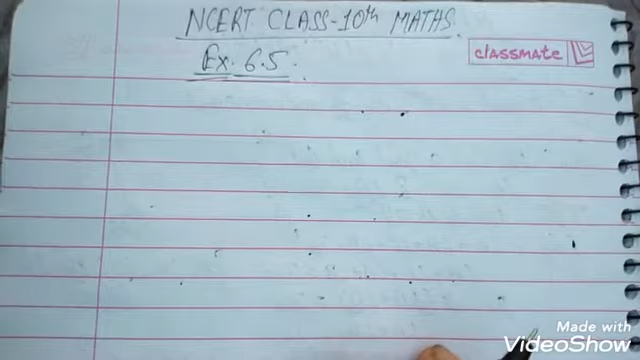 NCERT CLASS-10th MATHS.
Ex. 6.5.
classmate
Made with
VideoShow